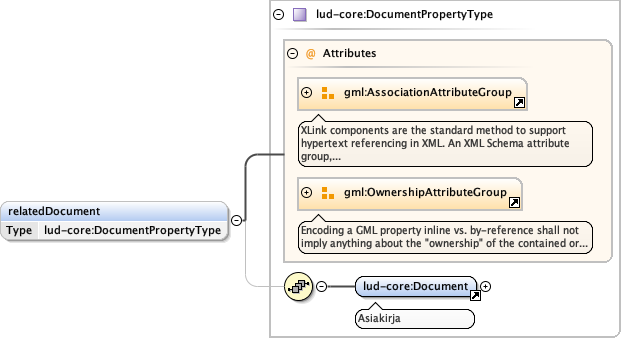 lud-core:DocumentPropertyType
@ Attributes
gml:AssociationAttributeGroup
XLink components are the standard method to support
hypertext referencing in XML. An XML Schema attribute
group,...
gml:OwnershipAttributeGroup
Encoding a GML property inline vs. by-reference shall not
imply anything about the "ownership" of the contained or...
relatedDocument
Type lud-core:DocumentPropertyType
lud-core:Document
Asiakirja